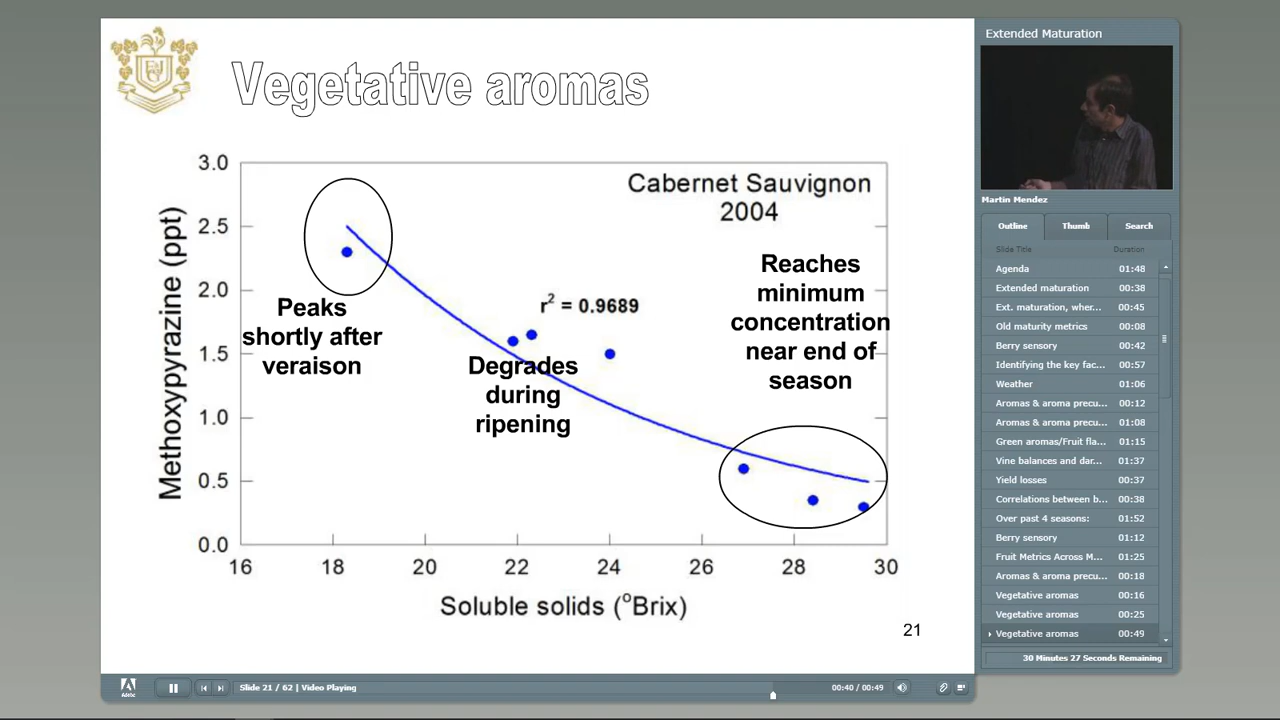 Vegetative aromas
3.0
2.5
2.0
1.5
1.0
0.5
0.0
Methoxypyrazine (ppt)
Cabernet Sauvignon
2004
Peaks
shortly after
veraison
r2 = 0.9689
Degrades
during
ripening
Reaches
minimum
concentration
near end of
season
16 18 20 22 24 26 28 30
Soluble solids (oBrix)
21
Extended Maturation
Martin Mendez
Outline Thumb Search
Slide Title Duration
Agenda 01:48
Extended maturation 00:38
Ext. maturation, wher... 00:45
Old maturity metrics 00:08
Berry sensory 00:42
Identifying the key fac... 00:57
Weather 01:06
Aromas & aroma precu... 00:12
Aromas & aroma precu... 01:08
Green aromas/Fruit fla... 01:15
Vine balances and dar... 01:37
Yield losses 00:37
Correlations between b... 00:38
Over past 4 seasons: 01:52
Berry sensory 01:12
Fruit Metrics Across M... 01:25
Aromas & aroma precu... 00:18
Vegetative aromas 00:16
Vegetative aromas 00:25
Vegetative aromas 00:49
30 Minutes 27 Seconds Remaining
Adobe
Slide 21 / 62 | Video Playing
00:40 / 00:49